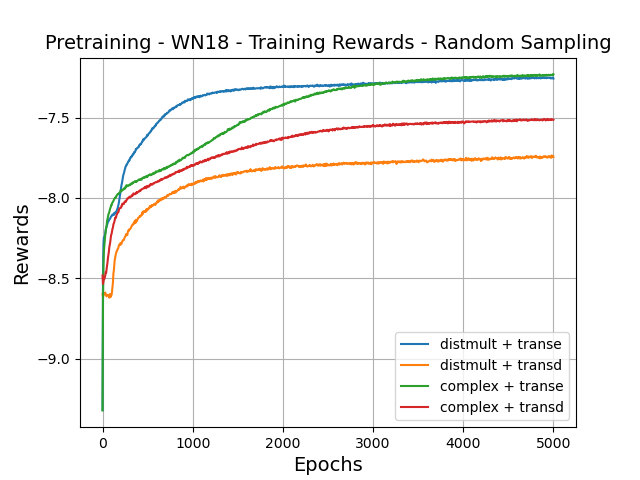 Pretraining - WN18 - Training Rewards - Random Sampling
Rewards
−7.5
−8.0
−8.5
−9.0
distmult + transe
distmult + transd
complex + transe
complex + transd
0 1000 2000 3000 4000 5000
Epochs